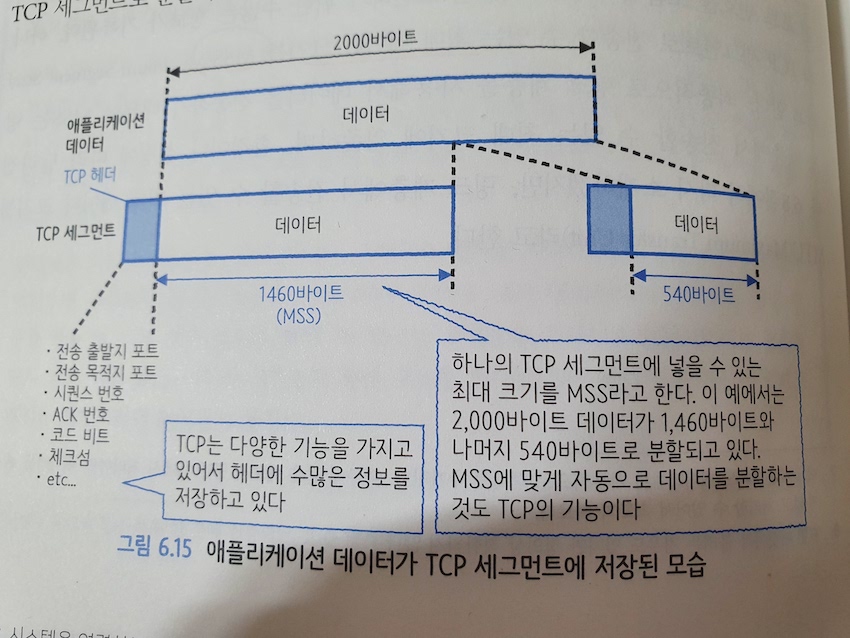 TCP 세그먼트로 분할
2000바이트
애플리케이션
데이터
데이터
TCP 헤더
TCP 세그먼트
데이터
데이터
1460바이트
(MSS)
540바이트
· 전송 출발지 포트
· 전송 목적지 포트
· 시퀀스 번호
· ACK 번호
· 코드 비트
· 체크섬
· etc...
TCP는 다양한 기능을 가지고
있어서 헤더에 수많은 정보를
저장하고 있다
하나의 TCP 세그먼트에 넣을 수 있는
최대 크기를 MSS라고 한다. 이 예에서는
2,000바이트 데이터가 1,460바이트와
나머지 540바이트로 분할되고 있다.
MSS에 맞게 자동으로 데이터를 분할하는
것도 TCP의 기능이다
그림 6.15 애플리케이션 데이터가 TCP 세그먼트에 저장된 모습